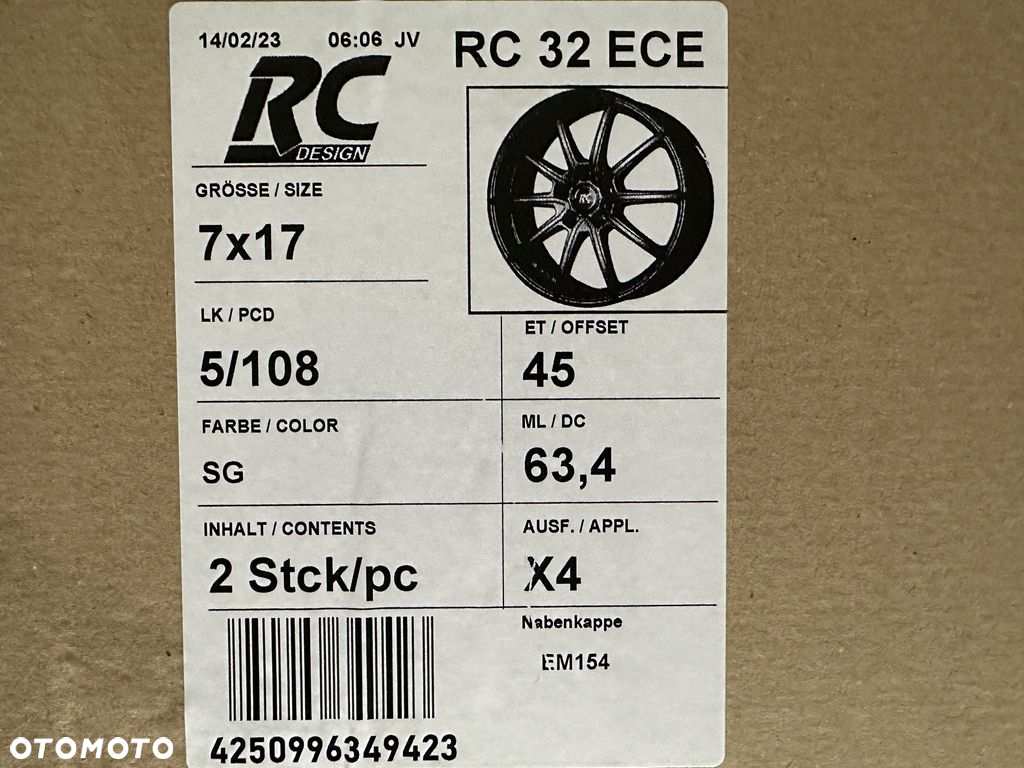 14/02/23 06:06 JV
RC 32 ECE
RC
DESIGN
RC
GRÖSSE / SIZE
7x17
LK / PCD
5/108
ET / OFFSET
45
FARBE / COLOR
SG
ML / DC
63,4
INHALT / CONTENTS
2 Stck/pc
AUSF. / APPL.
X4
Nabenkappe
EM154
4250996349423
OTOMOTO